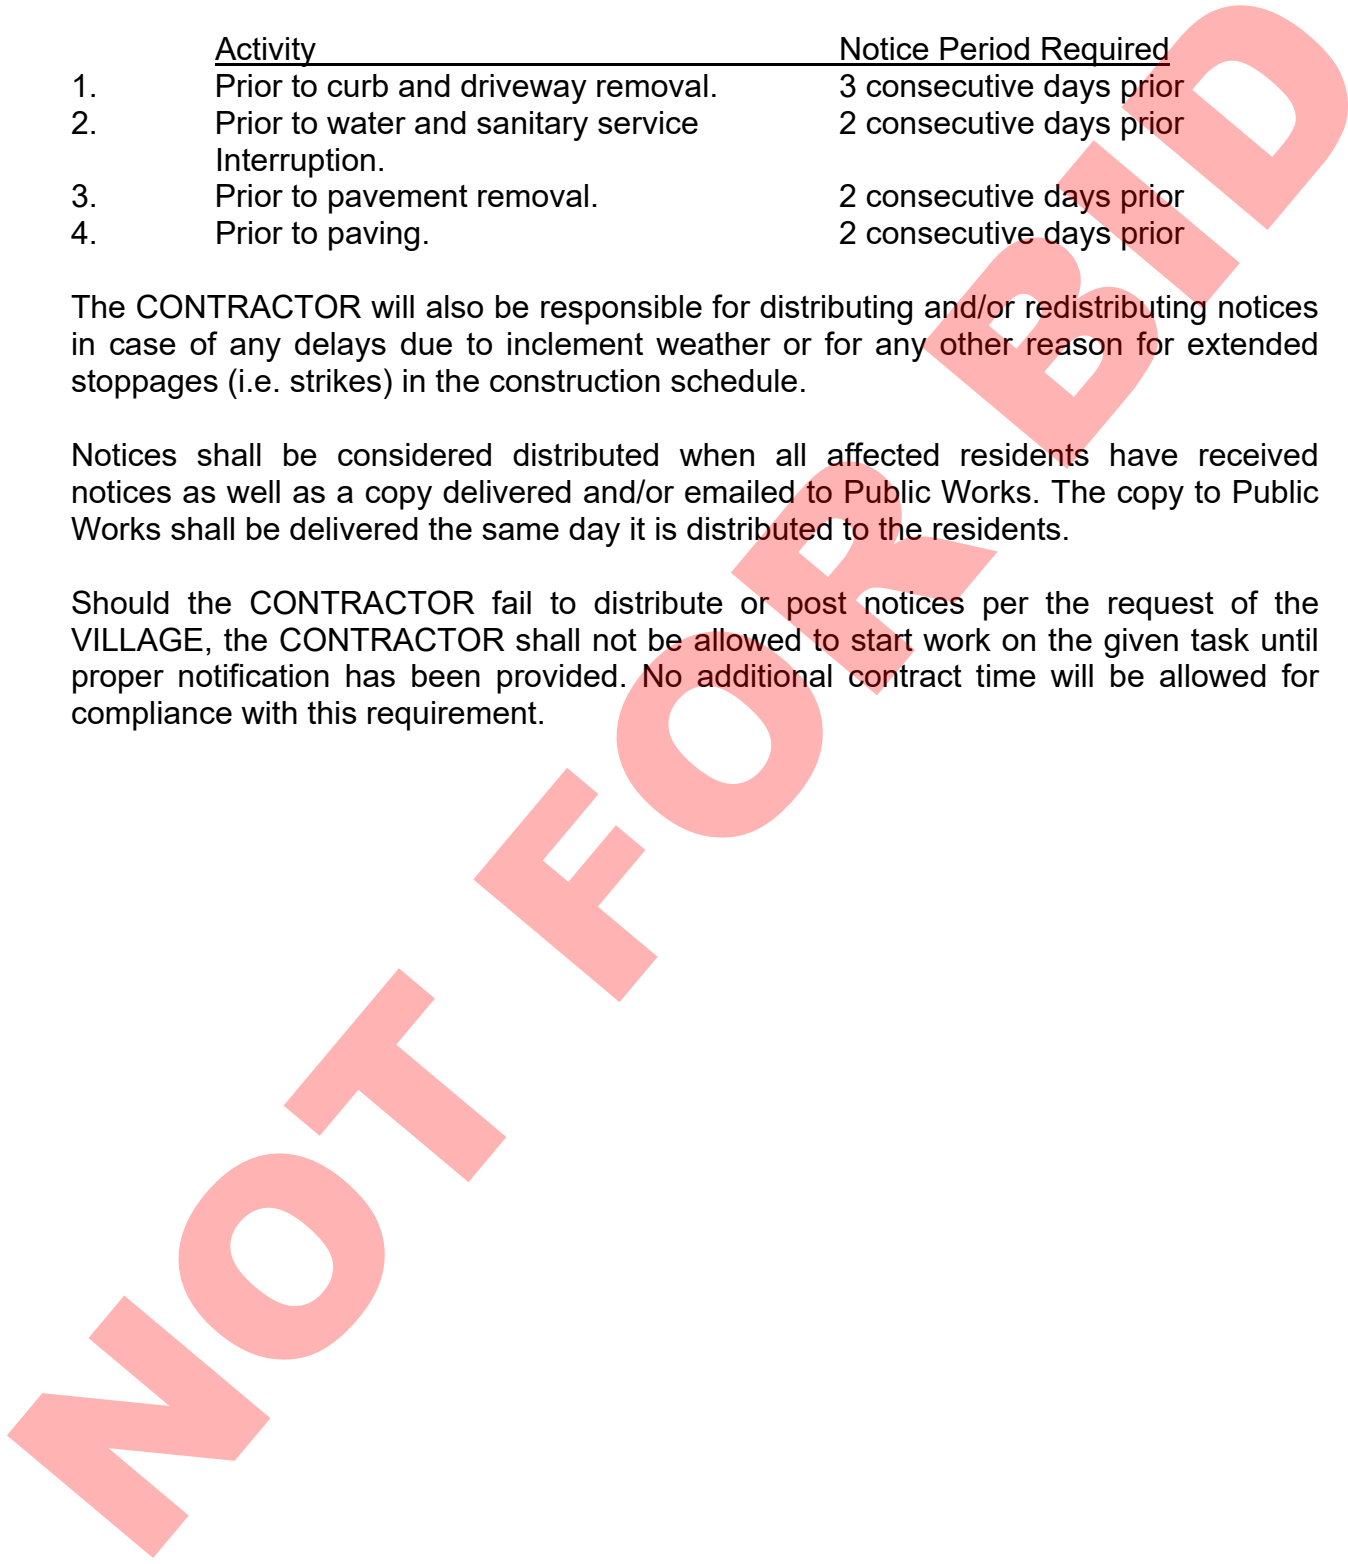 Activity Notice Period Required
1. Prior to curb and driveway removal. 3 consecutive days prior
2. Prior to water and sanitary service 2 consecutive days prior
Interruption.
3. Prior to pavement removal. 2 consecutive days prior
4. Prior to paving. 2 consecutive days prior
The CONTRACTOR will also be responsible for distributing and/or redistributing notices
in case of any delays due to inclement weather or for any other reason for extended
stoppages (i.e. strikes) in the construction schedule.
Notices shall be considered distributed when all affected residents have received
notices as well as a copy delivered and/or emailed to Public Works. The copy to Public
Works shall be delivered the same day it is distributed to the residents.
Should the CONTRACTOR fail to distribute or post notices per the request of the
VILLAGE, the CONTRACTOR shall not be allowed to start work on the given task until
proper notification has been provided. No additional contract time will be allowed for
compliance with this requirement.
NOT FOR BID